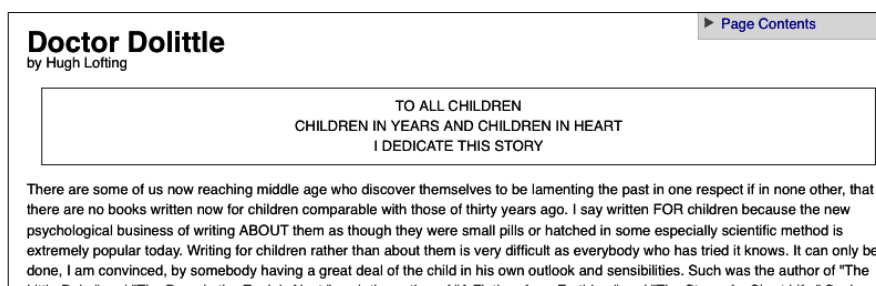 Page Contents
Doctor Dolittle
by Hugh Lofting
TO ALL CHILDREN
CHILDREN IN YEARS AND CHILDREN IN HEART
I DEDICATE THIS STORY
There are some of us now reaching middle age who discover themselves to be lamenting the past in one respect if in none other, that
there are no books written now for children comparable with those of thirty years ago. I say written FOR children because the new
psychological business of writing ABOUT them as though they were small pills or hatched in some especially scientific method is
extremely popular today. Writing for children rather than about them is very difficult as everybody who has tried it knows. It can only be
done, I am convinced, by somebody having a great deal of the child in his own outlook and sensibilities. Such was the author of "The